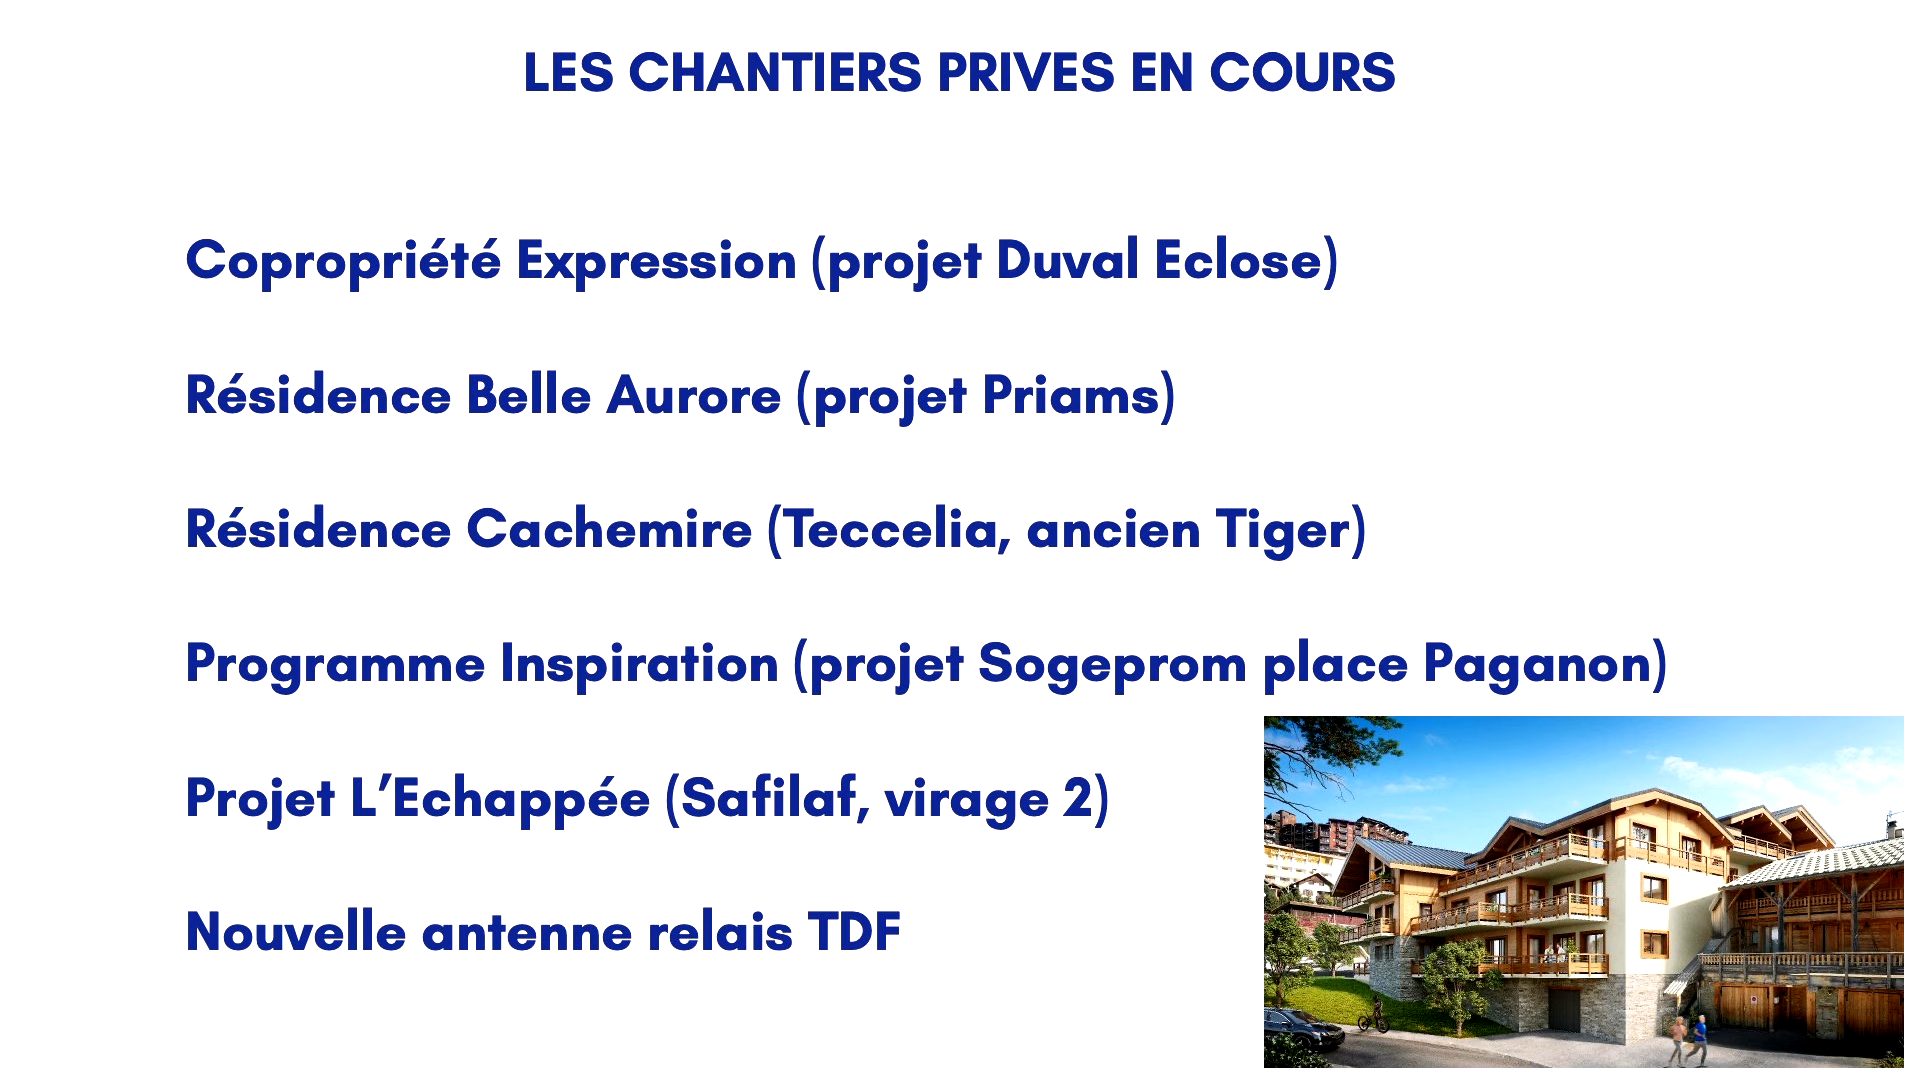 LES CHANTIERS PRIVES EN COURS
Copropriété Expression (projet Duval Eclose)
Résidence Belle Aurore (projet Priams)
Résidence Cachemire (Teccelia, ancien Tiger)
Programme Inspiration (projet Sogeprom place Paganon)
Projet L’Echappée (Safilaf, virage 2)
Nouvelle antenne relais TDF